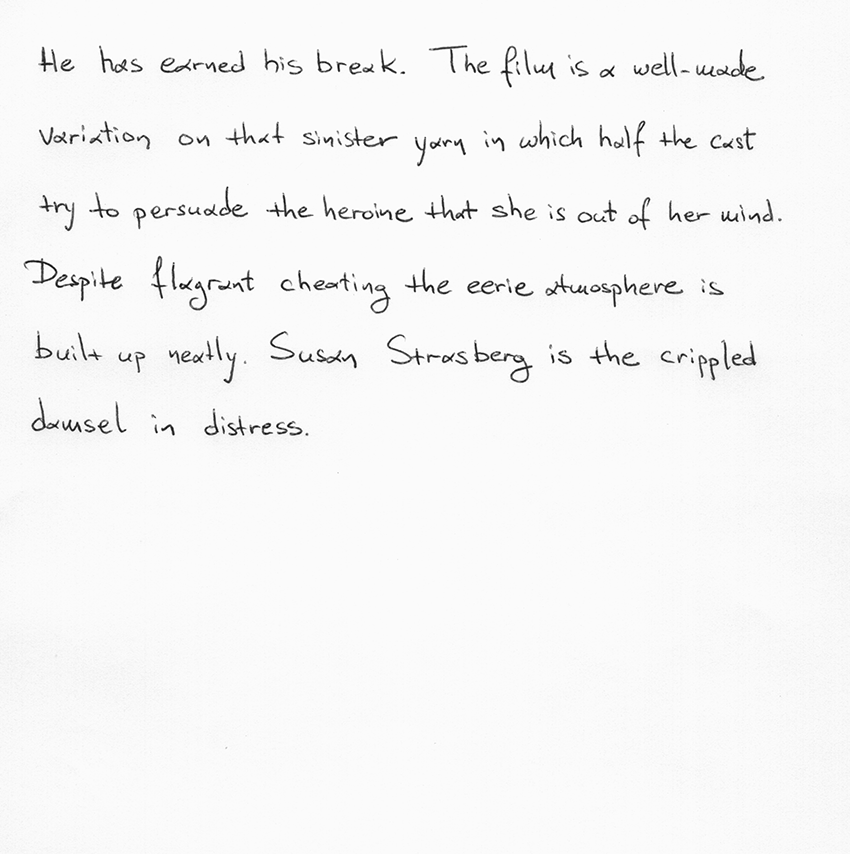 He has earned his break. The film is a well-made
variation on that sinister yarn in which half the cast
try to persuade the heroine that she is out of her mind.
Despite flagrant cheating the eerie atmosphere is
built up neatly. Susan Strasberg is the crippled
damsel in distress.